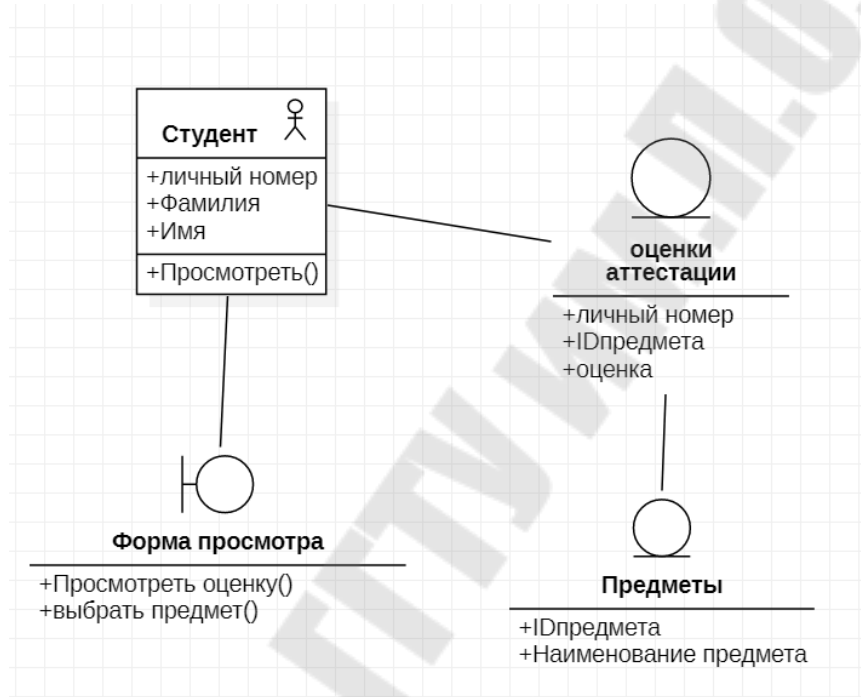 Студент
+личный номер
+Фамилия
+Имя
+Просмотреть()
оценки
аттестации
+личный номер
+IDпредмета
+оценка
Форма просмотра
+Просмотреть оценку()
+выбрать предмет()
Предметы
+IDпредмета
+Наименование предмета